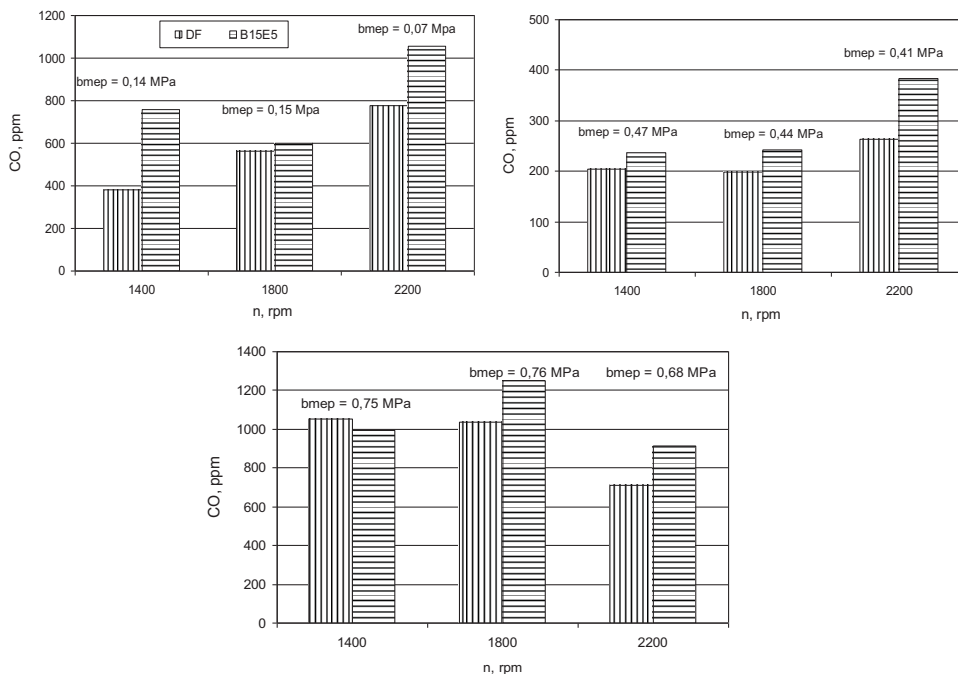 1200
1000
800
600
400
200
0
CO, ppm
DF B15E5
bmep = 0,14 MPa
bmep = 0,15 Mpa
bmep = 0,07 Mpa
1400 1800 2200
n, rpm
500
400
300
200
100
0
CO, ppm
bmep = 0,47 MPa
bmep = 0,44 MPa
bmep = 0,41 MPa
1400 1800 2200
n, rpm
1400
1200
1000
800
600
400
200
0
CO, ppm
bmep = 0,75 MPa
bmep = 0,76 MPa
bmep = 0,68 MPa
1400 1800 2200
n, rpm